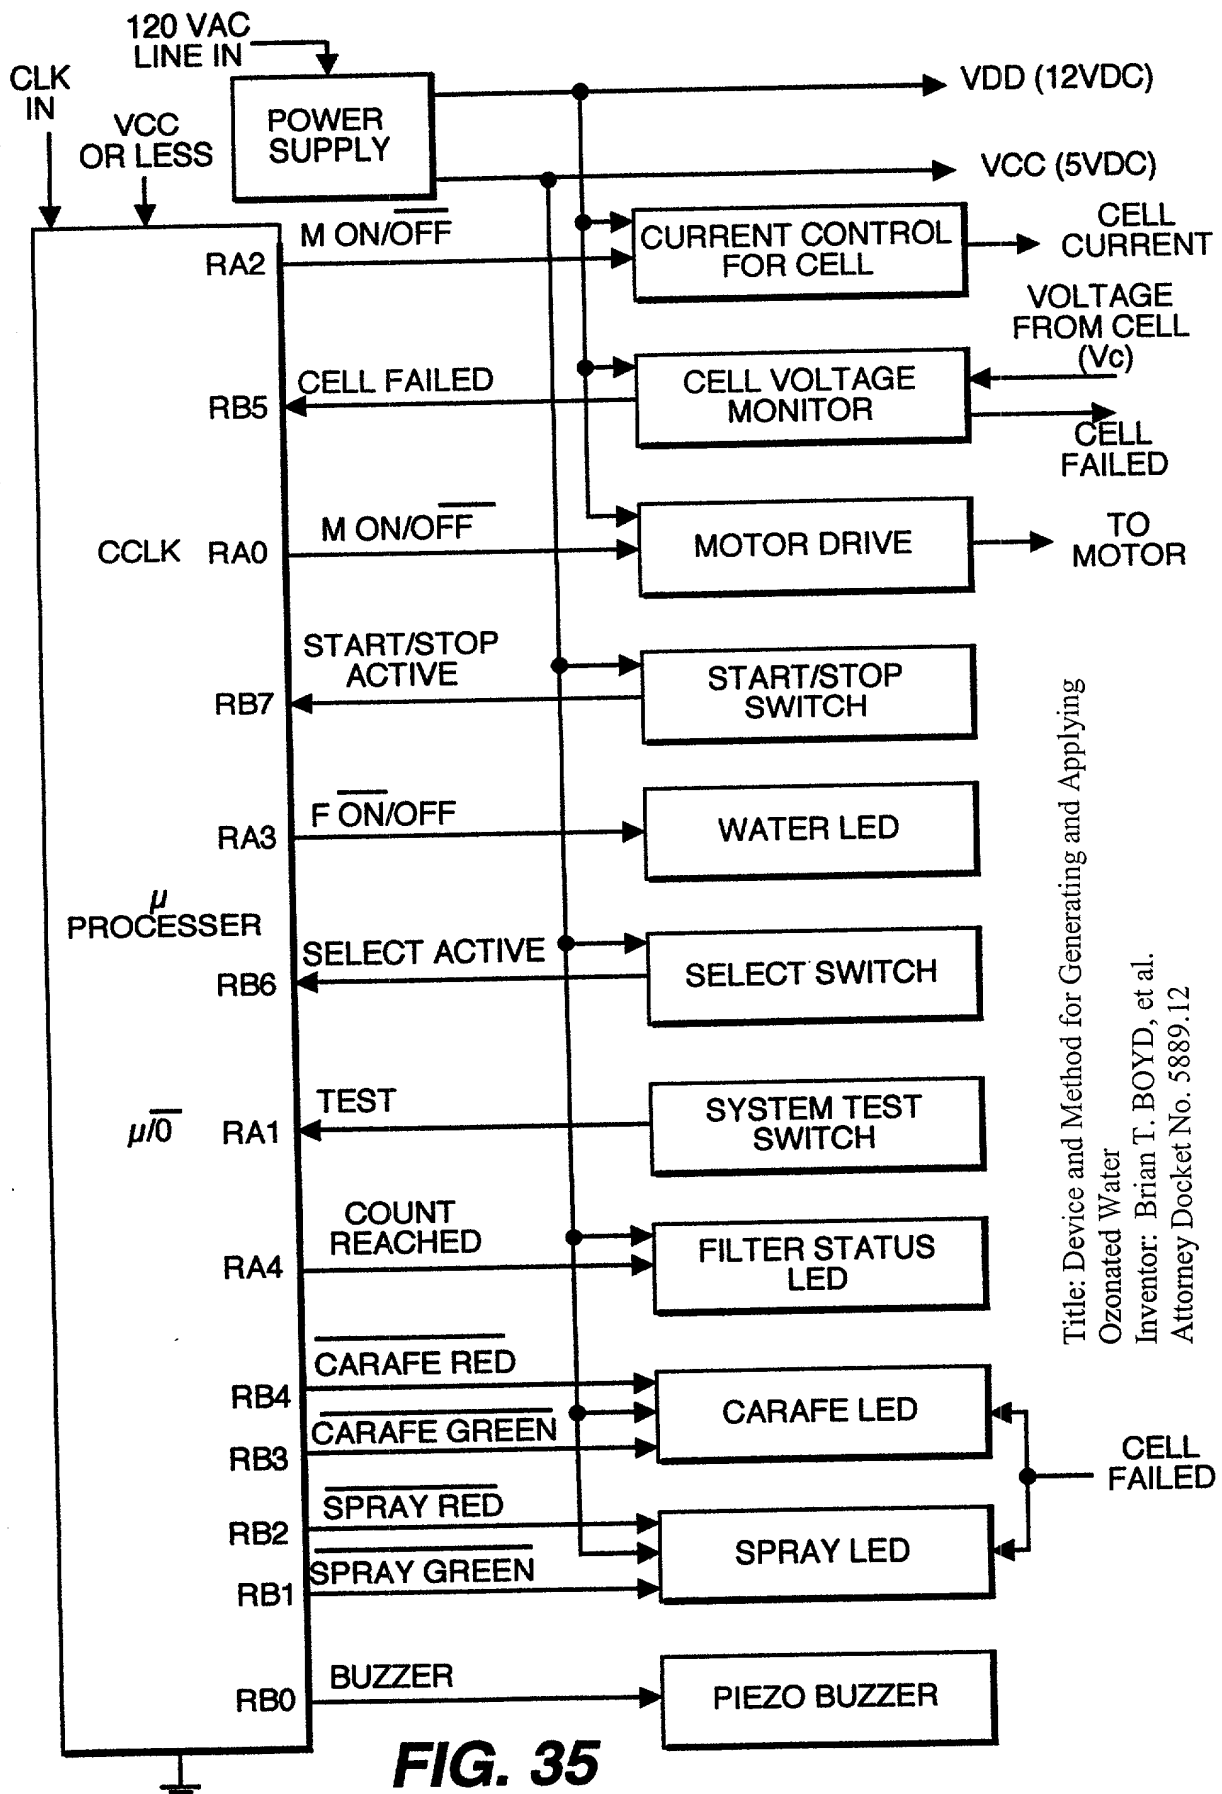 120 VAC
LINE IN
CLK
IN
VCC
OR LESS
POWER
SUPPLY
VDD (12VDC)
VCC (5VDC)
M ON/OFF
RA2
CURRENT CONTROL
FOR CELL
CELL
CURRENT
VOLTAGE
FROM CELL
(Vc)
CELL FAILED
RB5
CELL VOLTAGE
MONITOR
CELL
FAILED
M ON/OFF
CCLK RA0
MOTOR DRIVE
TO
MOTOR
START/STOP
ACTIVE
RB7
START/STOP
SWITCH
F ON/OFF
RA3
WATER LED
μ
PROCESSER
SELECT ACTIVE
RB6
SELECT SWITCH
TEST
μ/0 RA1
SYSTEM TEST
SWITCH
COUNT
REACHED
RA4
FILTER STATUS
LED
CARAFE RED
RB4
CARAFE GREEN
RB3
CARAFE LED
CELL
FAILED
SPRAY RED
RB2
SPRAY GREEN
RB1
SPRAY LED
BUZZER
RB0
PIEZO BUZZER
FIG. 35
Title: Device and Method for Generating and Applying
Ozonated Water
Inventor: Brian T. BOYD, et al.
Attorney Docket No. 5889.12